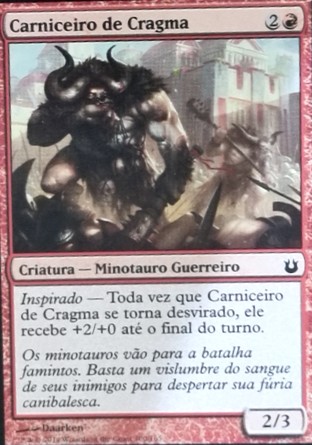 Carniceiro de Cragma 2
Criatura — Minotauro Guerreiro
Inspirado — Toda vez que Carniceiro
de Cragma se torna desvirado, ele
recebe +2/+0 até o final do turno.
Os minotauros vão para a batalha
famintos. Basta um vislumbre do sangue
de seus inimigos para despertar sua fúria
canibalesca.
Daarken
2/3